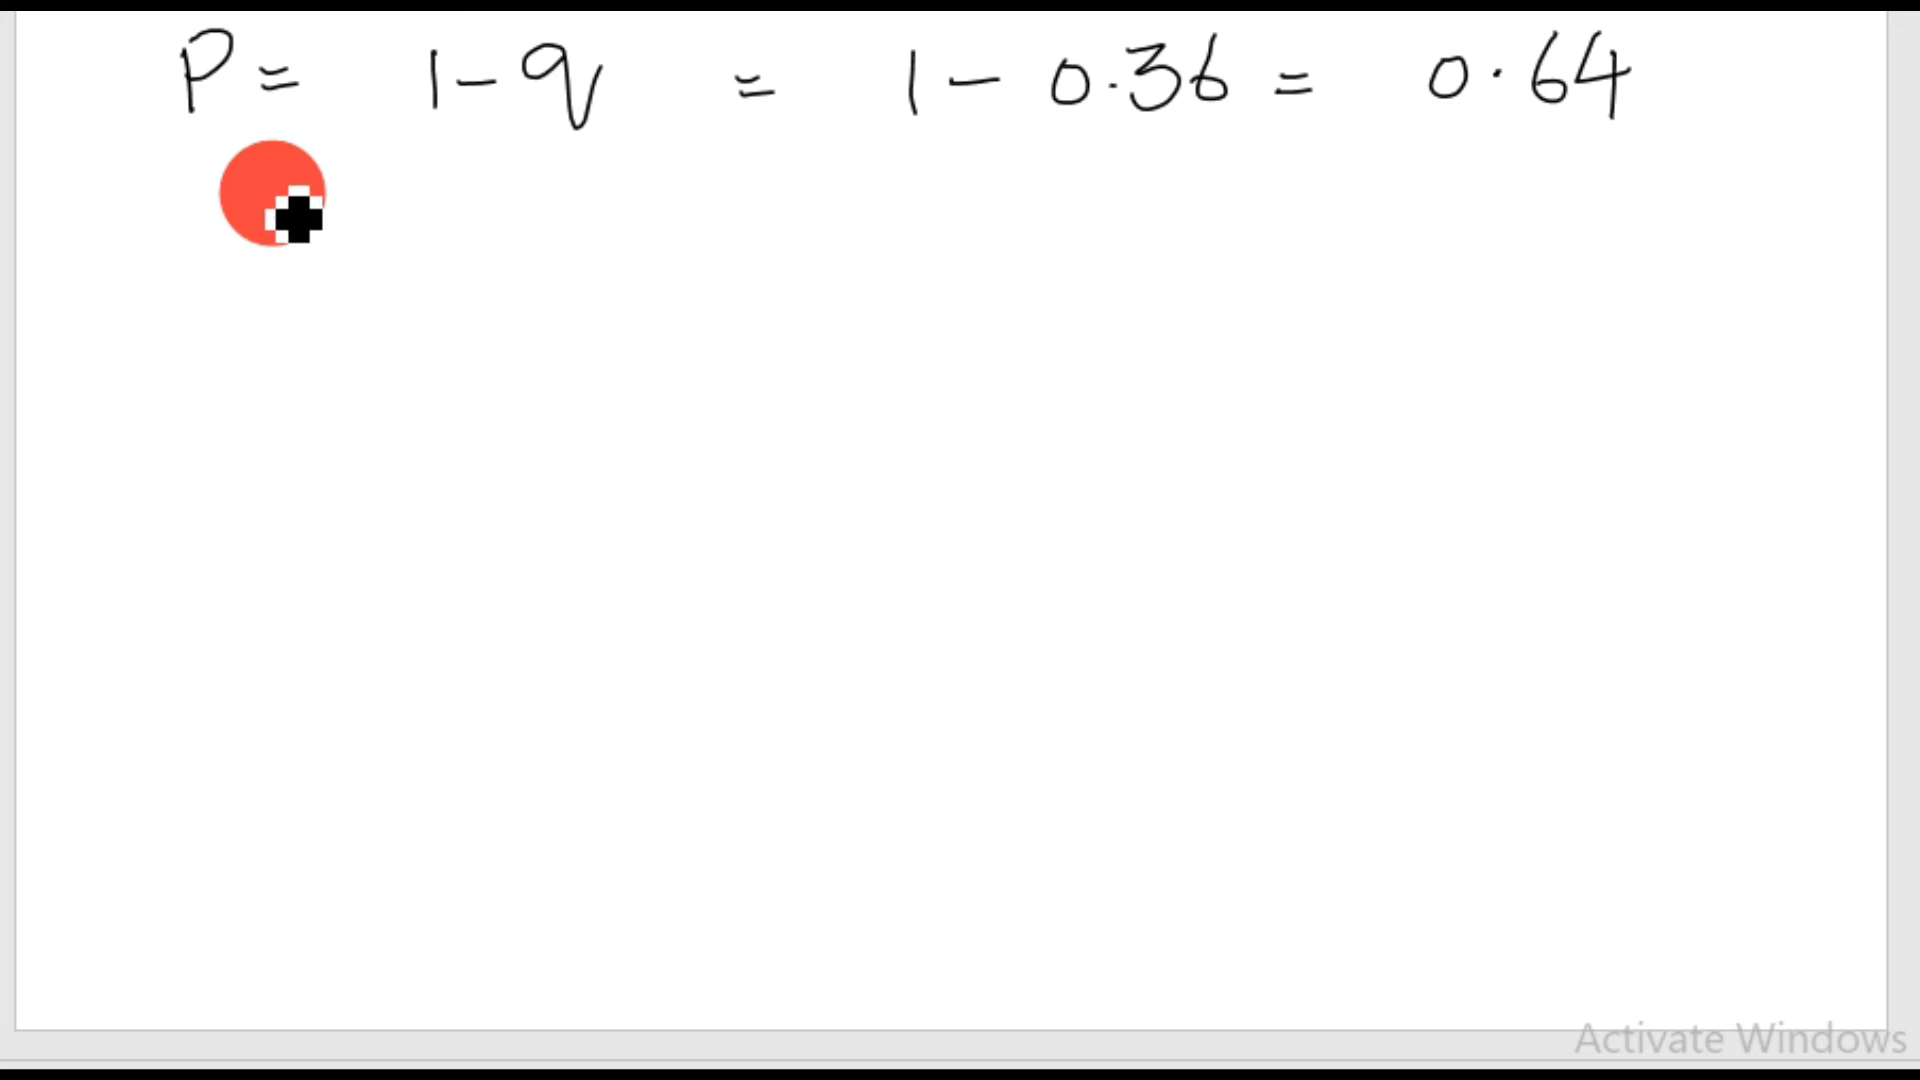 P = 1 - q = 1 - 0.36 = 0.64
Activate Windows